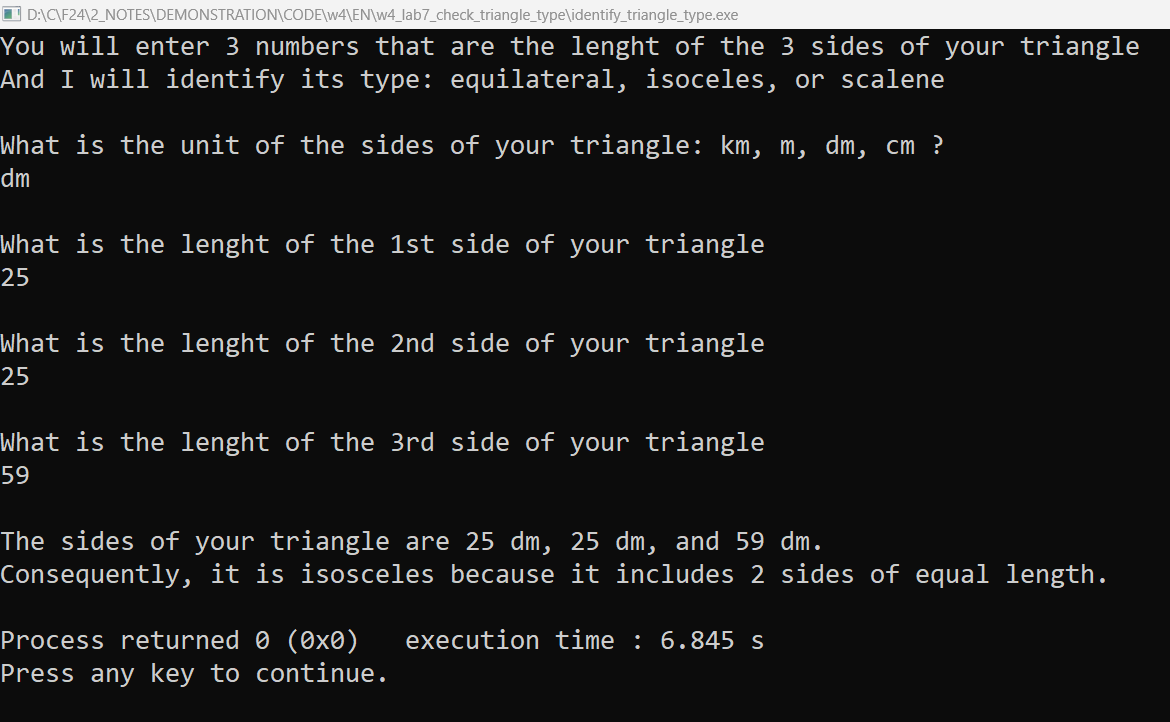 D:\C\F24\2_NOTES\DEMONSTRATION\CODE\w4\EN\w4_lab7_check_triangle_type\identify_triangle_type.exe
You will enter 3 numbers that are the lenght of the 3 sides of your triangle
And I will identify its type: equilateral, isoceles, or scalene
What is the unit of the sides of your triangle: km, m, dm, cm ?
dm
What is the lenght of the 1st side of your triangle
25
What is the lenght of the 2nd side of your triangle
25
What is the lenght of the 3rd side of your triangle
59
The sides of your triangle are 25 dm, 25 dm, and 59 dm.
Consequently, it is isosceles because it includes 2 sides of equal length.
Process returned 0 (0x0)   execution time : 6.845 s
Press any key to continue.